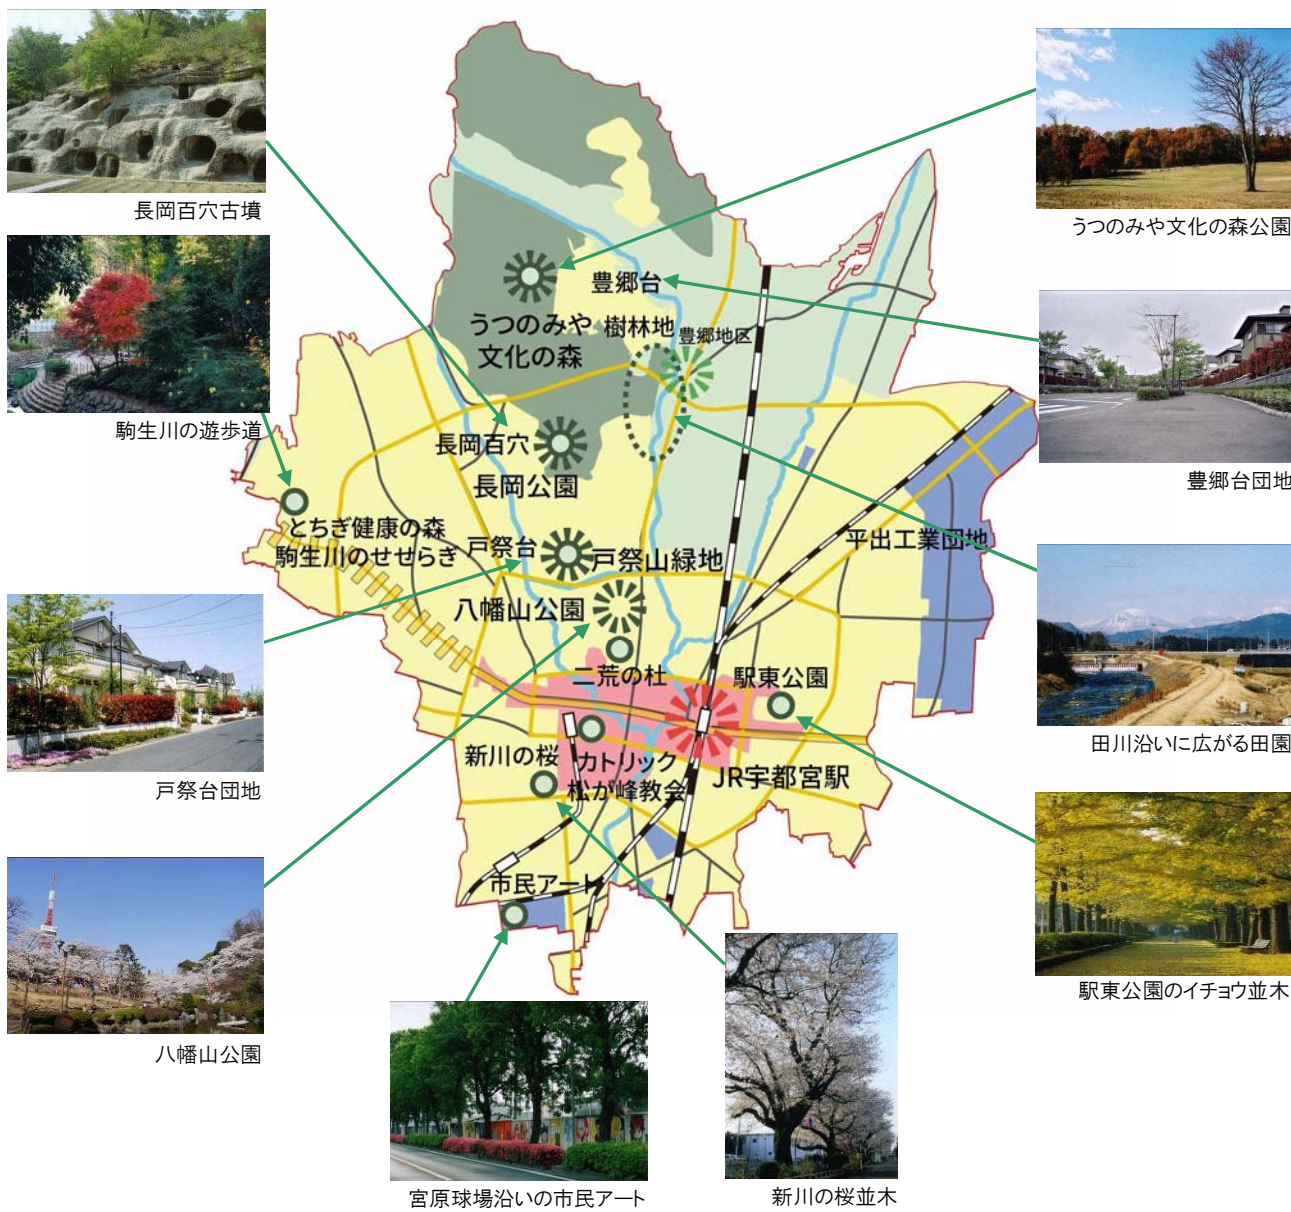 長岡百穴古墳
うつのみや文化の森公園
駒生川の遊歩道
豊郷台団地
戸祭台団地
田川沿いに広がる田園
八幡山公園
駅東公園のイチョウ並木
宮原球場沿いの市民アート
新川の桜並木
豊郷台
うつのみや
文化の森
樹林地
豊郷地区
長岡百穴
長岡公園
とちぎ健康の森
駒生川のせせらぎ
戸祭台
戸祭山緑地
平出工業団地
八幡山公園
二荒の杜
駅東公園
新川の桜
カトリック
松が峰教会
JR宇都宮駅
市民アート